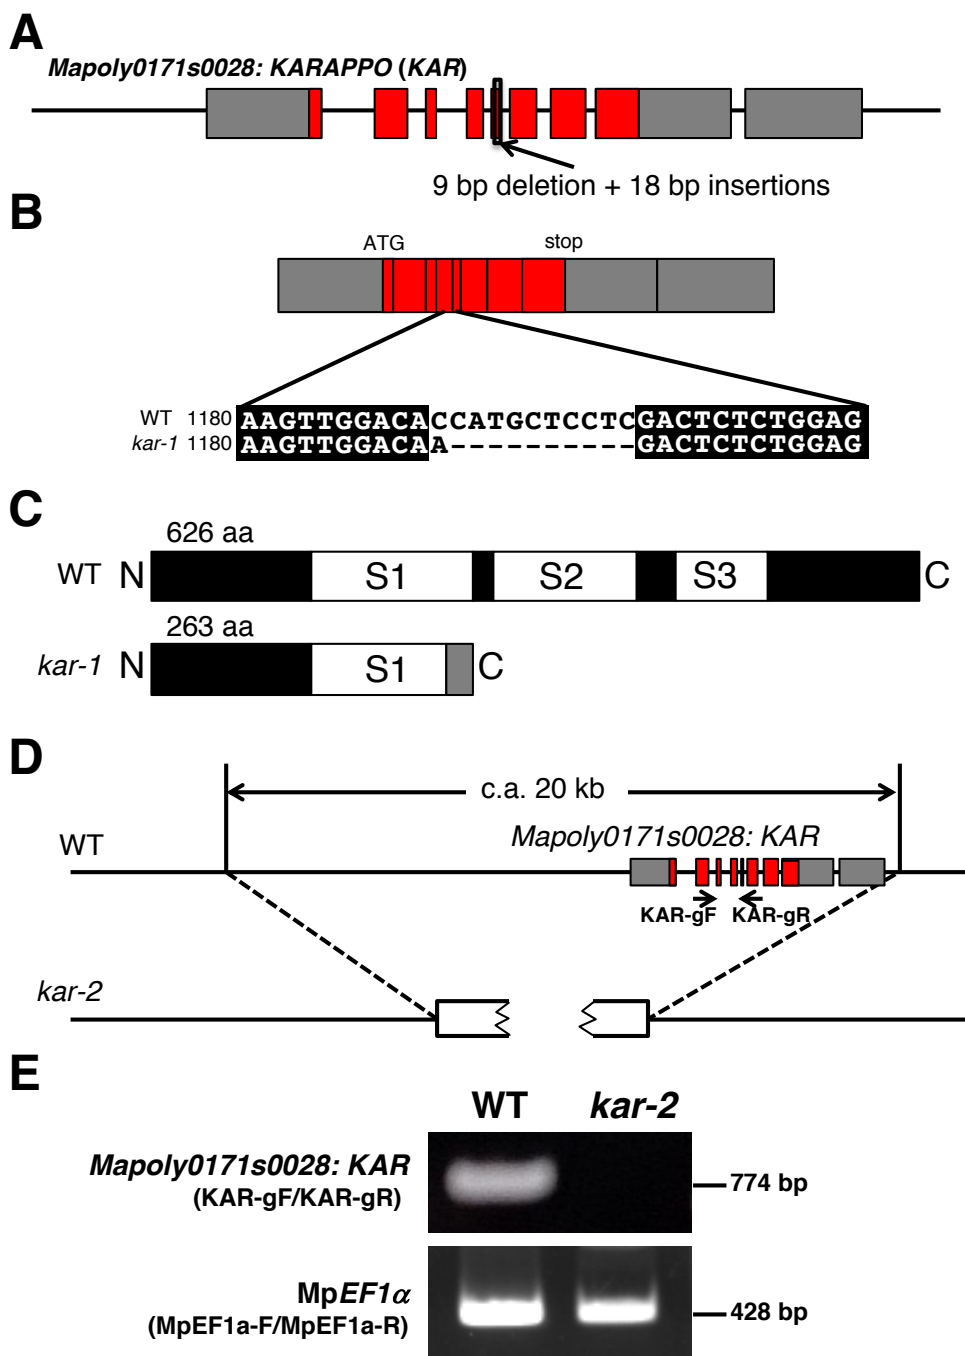 A
Mapoly0171s0028: KARAPPO (KAR)
9 bp deletion + 18 bp insertions
B
ATG stop
WT 1180 AAGTTGGACACCATGCTCCTCGACTCTCTGGAG
kar-1 1180 AAGTTGGACAA----------GACTCTCTGGAG
C
626 aa
WT N S1 S2 S3 C
263 aa
kar-1 N S1 C
D
c.a. 20 kb
Mapoly0171s0028: KAR
WT
KAR-gF KAR-gR
kar-2
E
WT kar-2
Mapoly0171s0028: KAR
(KAR-gF/KAR-gR)
774 bp
MpEF1α
(MpEF1a-F/MpEF1a-R)
428 bp